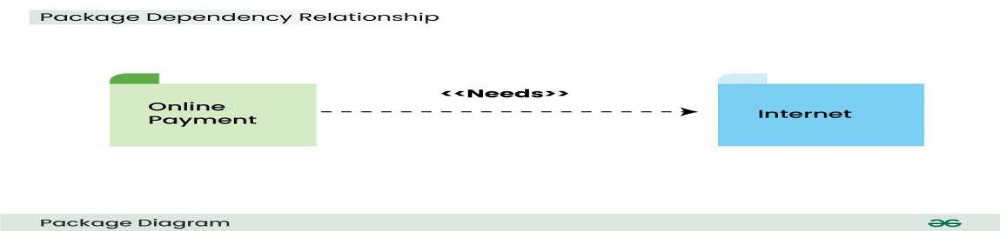 Package Dependency Relationship
<<Needs>>
Online
Payment
Internet
Package Diagram